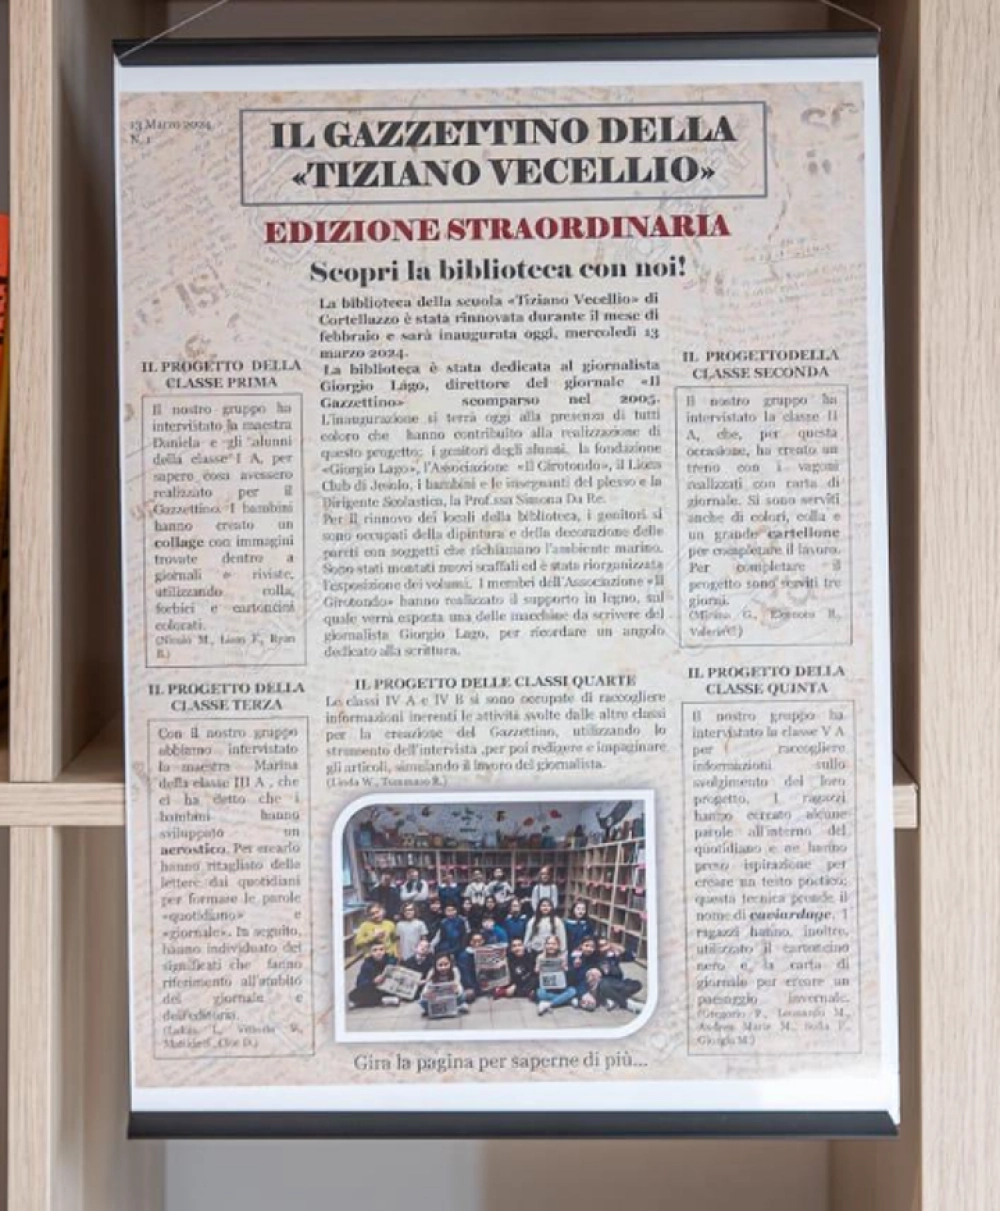 13 Marzo 2024
N. 1
IL GAZZETTINO DELLA
«TIZIANO VECELLIO»
EDIZIONE STRAORDINARIA
Scopri la biblioteca con noi!
La biblioteca della scuola «Tiziano Vecellio» di
Cortellazzo è stata rinnovata durante il mese di
febbraio e sarà inaugurata oggi, mercoledì 13
marzo 2024.
La biblioteca è stata dedicata al giornalista
Giorgio Lago, direttore del giornale «Il
Gazzettino» scomparso nel 2005.
L'inaugurazione si terrà oggi alla presenza di tutti
coloro che hanno contribuito alla realizzazione di
questo progetto: i genitori degli alunni, la fondazione
«Giorgio Lago», l'Associazione «Il Girotondo», il Lions
Club di Jesolo, i bambini e le insegnanti del plesso e la
Dirigente Scolastica, la Prof.ssa Simona Da Re.
Per il rinnovo dei locali della biblioteca, i genitori si
sono occupati della dipintura e della decorazione delle
pareti con soggetti che richiamano l'ambiente marino.
Sono stati montati nuovi scaffali ed è stata riorganizzata
l'esposizione dei volumi. I membri dell'Associazione «Il
Girotondo» hanno realizzato il supporto in legno, sul
quale verrà esposta una delle macchine da scrivere del
giornalista Giorgio Lago, per ricordare un angolo
dedicato alla scrittura.
IL PROGETTO DELLA
CLASSE PRIMA
Il nostro gruppo ha
intervistato la maestra
Daniela e gli alunni
della classe I A, per
sapere cosa avessero
realizzato per il
Gazzettino. I bambini
hanno creato un
collage con immagini
trovate dentro a
giornali e riviste,
utilizzando colla,
forbici e cartoncini
colorati.
(Nicolò M., Liam F., Ryan
B.)
IL PROGETTODELLA
CLASSE SECONDA
Il nostro gruppo ha
intervistato la classe II
A, che, per questa
occasione, ha creato un
treno con i vagoni
realizzati con carta di
giornale. Si sono serviti
anche di colori, colla e
un grande cartellone
per completare il lavoro.
Per completare il
progetto sono serviti tre
giorni.
G., Eleonora R.,
IL PROGETTO DELLA
CLASSE TERZA
Con il nostro gruppo
abbiamo intervistato
la maestra Marina
della classe III A , che
ci ha detto che i
bambini hanno
sviluppato un
acrostico. Per crearlo
hanno ritagliato delle
lettere dai quotidiani
per formare le parole
«quotidiano» e
«giornale». In seguito,
hanno individuato dei
significati che fanno
riferimento all'ambito
del giornale e
dell'editoria.
IL PROGETTO DELLE CLASSI QUARTE
Le classi IV A e IV B si sono occupate di raccogliere
informazioni inerenti le attività svolte dalle altre classi
per la creazione del Gazzettino, utilizzando lo
strumento dell'intervista ,per poi redigere e impaginare
gli articoli, simulando il lavoro del giornalista.
(Linda W., Tommaso R.)
IL PROGETTO DELLA
CLASSE QUINTA
Il nostro gruppo ha
intervistato la classe V A
per raccogliere
informazioni sullo
svolgimento del loro
progetto. I ragazzi
hanno cercato alcune
parole all'interno del
quotidiano e ne hanno
preso ispirazione per
creare un testo poetico;
questa tecnica prende il
nome di caviardage. I
ragazzi hanno, inoltre,
utilizzato il cartoncino
nero e la carta di
giornale per creare un
paesaggio invernale.
(Gregorio P., Leonardo M.,
Andrea Marie M., Sofia F.,
Giorgia M.)
Gira la pagina per saperne di più...